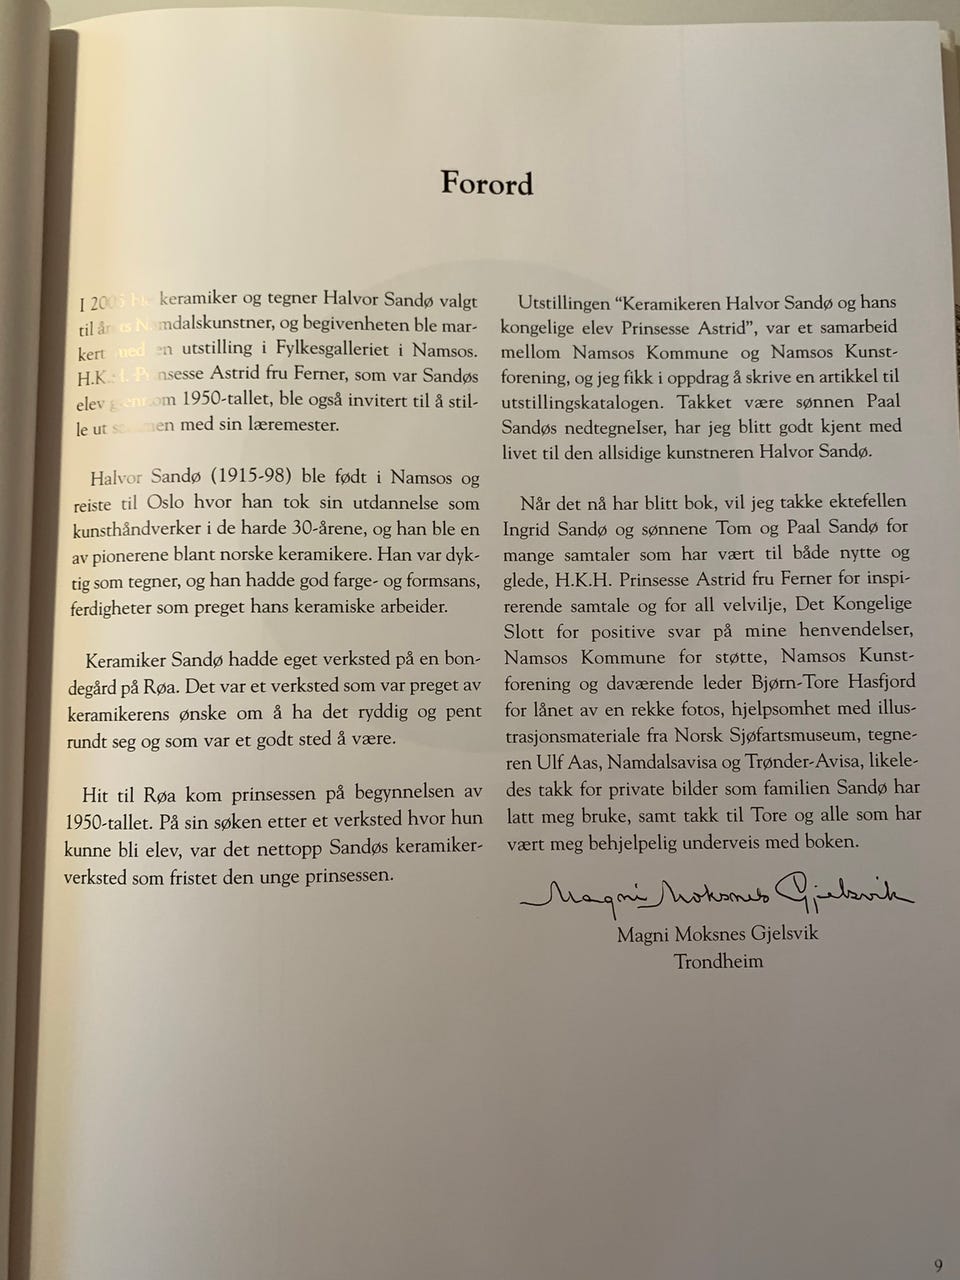 Forord
I 2005 ble keramiker og tegner Halvor Sandø valgt
til årets Namdalskunstner, og begivenheten ble mar-
kert med en utstilling i Fylkesgalleriet i Namsos.
H.K.H. Prinsesse Astrid fru Ferner, som var Sandøs
elev gjennom 1950-tallet, ble også invitert til å stil-
le ut sammen med sin læremester.
Halvor Sandø (1915-98) ble født i Namsos og
reiste til Oslo hvor han tok sin utdannelse som
kunsthåndverker i de harde 30-årene, og han ble en
av pionerene blant norske keramikere. Han var dyk-
tig som tegner, og han hadde god farge- og formsans,
ferdigheter som preget hans keramiske arbeider.
Keramiker Sandø hadde eget verksted på en bon-
degård på Røa. Det var et verksted som var preget av
keramikerens ønske om å ha det ryddig og pent
rundt seg og som var et godt sted å være.
Hit til Røa kom prinsessen på begynnelsen av
1950-tallet. På sin søken etter et verksted hvor hun
kunne bli elev, var det nettopp Sandøs keramiker-
verksted som fristet den unge prinsessen.
Utstillingen “Keramikeren Halvor Sandø og hans
kongelige elev Prinsesse Astrid”, var et samarbeid
mellom Namsos Kommune og Namsos Kunst-
forening, og jeg fikk i oppdrag å skrive en artikkel til
utstillingskatalogen. Takket være sønnen Paal
Sandøs nedtegnelser, har jeg blitt godt kjent med
livet til den allsidige kunstneren Halvor Sandø.
Når det nå har blitt bok, vil jeg takke ektefellen
Ingrid Sandø og sønnene Tom og Paal Sandø for
mange samtaler som har vært til både nytte og
glede, H.K.H. Prinsesse Astrid fru Ferner for inspi-
rerende samtale og for all velvilje, Det Kongelige
Slott for positive svar på mine henvendelser,
Namsos Kommune for støtte, Namsos Kunst-
forening og daværende leder Bjørn-Tore Hasfjord
for lånet av en rekke fotos, hjelpsomhet med illus-
trasjonsmateriale fra Norsk Sjøfartsmuseum, tegne-
ren Ulf Aas, Namdalsavisa og Trønder-Avisa, likele-
des takk for private bilder som familien Sandø har
latt meg bruke, samt takk til Tore og alle som har
vært meg behjelpelig underveis med boken.
Magni Moksnes Gjelsvik
Magni Moksnes Gjelsvik
Trondheim
9